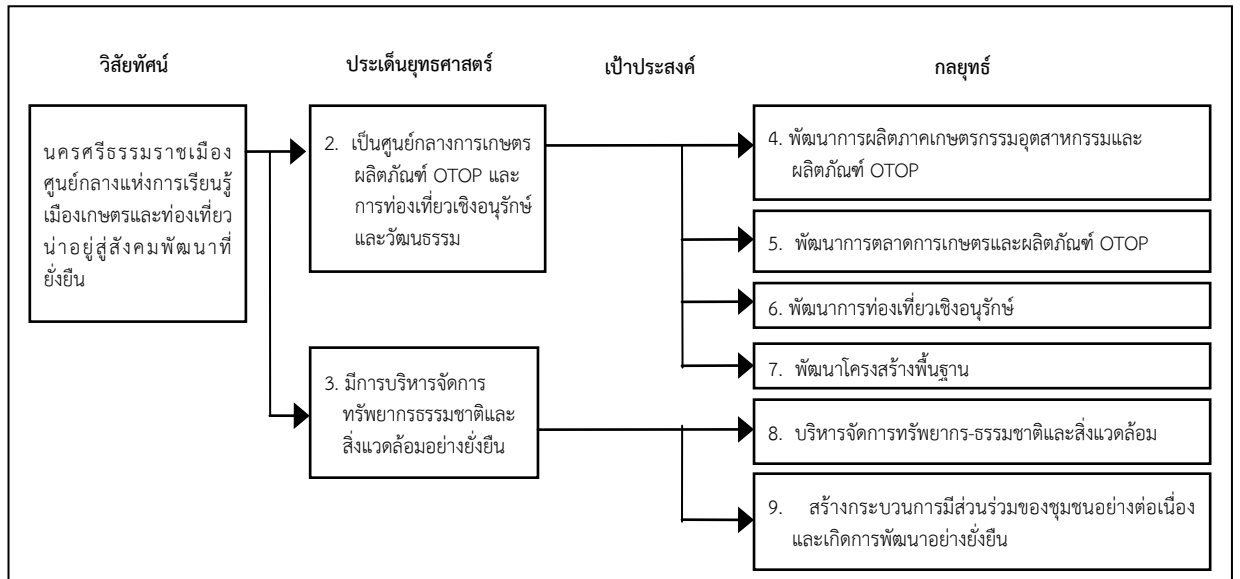 วิสัยทัศน์ ประเด็นยุทธศาสตร์ เป้าประสงค์ กลยุทธ์
นครศรีธรรมราชเมือง
ศูนย์กลางแห่งการเรียนรู้
เมืองเกษตรและท่องเที่ยว
น่าอยู่สู่สังคมพัฒนาที่
ยั่งยืน
2. เป็นศูนย์กลางการเกษตร
ผลิตภัณฑ์ OTOP และ
การท่องเที่ยวเชิงอนุรักษ์
และวัฒนธรรม
3. มีการบริหารจัดการ
ทรัพยากรธรรมชาติและ
สิ่งแวดล้อมอย่างยั่งยืน
4. พัฒนาการผลิตภาคเกษตรกรรมอุตสาหกรรมและ
ผลิตภัณฑ์ OTOP
5. พัฒนาการตลาดการเกษตรและผลิตภัณฑ์ OTOP
6. พัฒนาการท่องเที่ยวเชิงอนุรักษ์
7. พัฒนาโครงสร้างพื้นฐาน
8. บริหารจัดการทรัพยากร-ธรรมชาติและสิ่งแวดล้อม
9. สร้างกระบวนการมีส่วนร่วมของชุมชนอย่างต่อเนื่อง
และเกิดการพัฒนาอย่างยั่งยืน